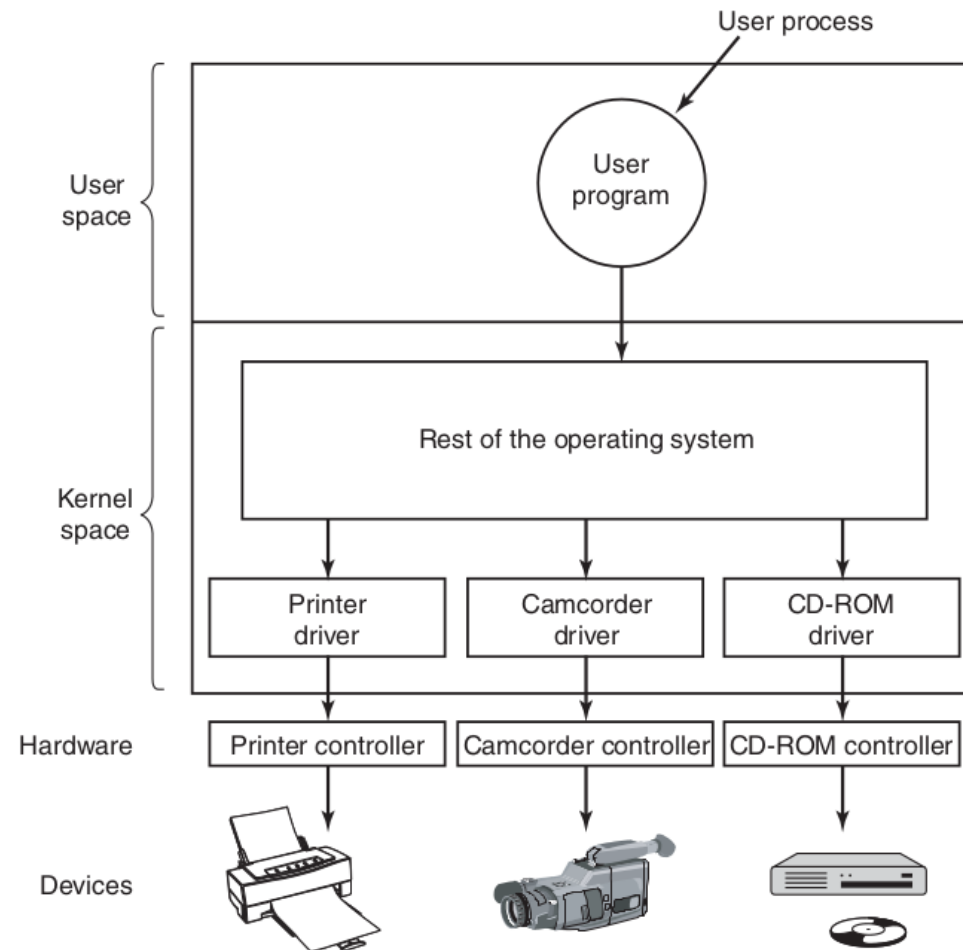 User process
User
space
User
program
Kernel
space
Rest of the operating system
Printer
driver
Camcorder
driver
CD-ROM
driver
Hardware
Printer controller
Camcorder controller
CD-ROM controller
Devices